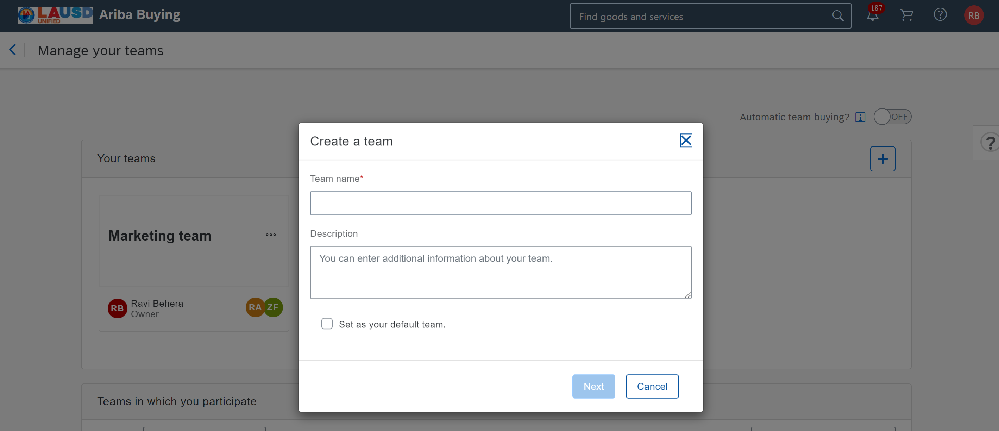 LAUSD
UNIFIED
Ariba Buying
Find goods and services
187
RB
Manage your teams
Automatic team buying?
OFF
Your teams
Marketing team
RB
Ravi Behera
Owner
RA
ZF
Create a team
Team name*
Description
You can enter additional information about your team.
Set as your default team.
Next
Cancel
Teams in which you participate